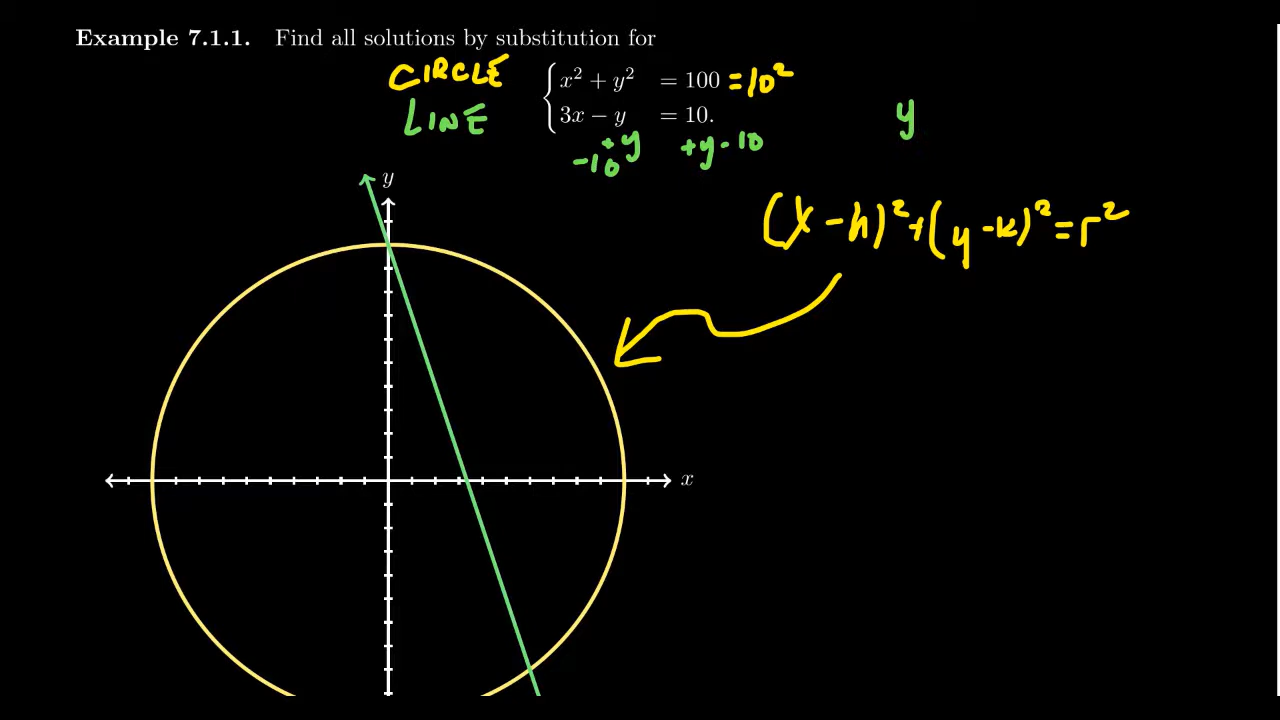 Example 7.1.1. Find all solutions by substitution for
CIRCLE { x² + y² = 100 = 10²
LINE 3x − y = 10. y
+y +y - 10
-10
y
(x - h)² + (y - k)² = r²
x